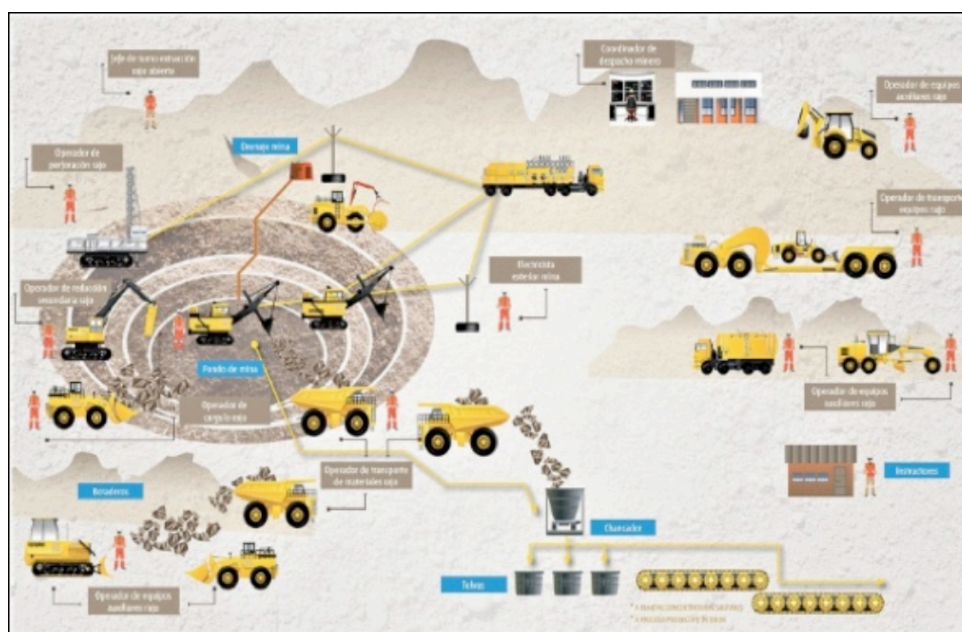 Jefe de turno extracción
rajo abierto
Coordinador de
despacho minero
Operador de equipos
auxiliares rajo
Drenaje mina
Operador de
perforación rajo
Operador de transporte
equipos rajo
Electricista
exterior mina
Operador de reducción
secundaria rajo
Fondo de mina
Operador de equipos
auxiliares rajo
Operador de
carguío rajo
Operador de transporte
de materiales rajo
Botaderos
Instructores
Chancador
Tolvas
Operador de equipos
auxiliares rajo